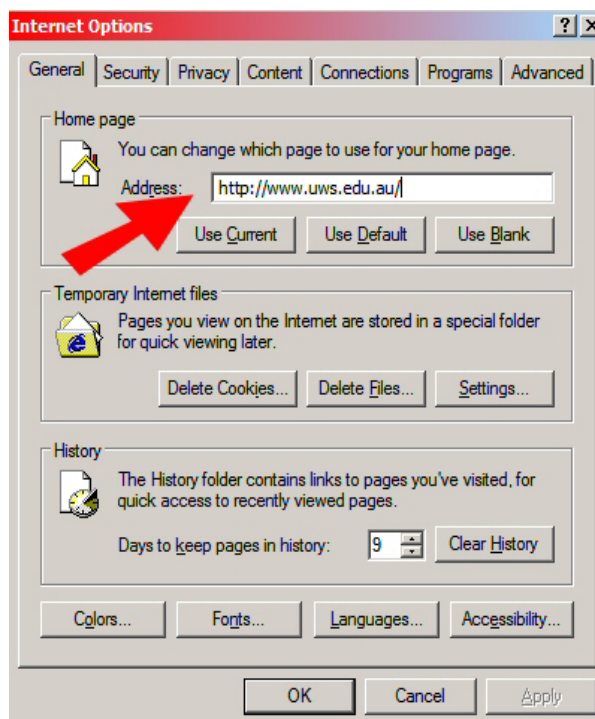 Internet Options
General Security Privacy Content Connections Programs Advanced
Home page
You can change which page to use for your home page.
Address: http://www.uws.edu.au/
Use Current Use Default Use Blank
Temporary Internet files
Pages you view on the Internet are stored in a special folder
for quick viewing later.
Delete Cookies... Delete Files... Settings...
History
The History folder contains links to pages you've visited, for
quick access to recently viewed pages.
Days to keep pages in history: 9 Clear History
Colors... Fonts... Languages... Accessibility...
OK Cancel Apply